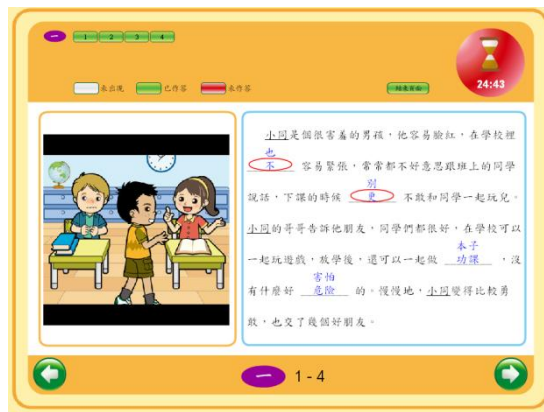 一 1 2 3 4
未出現 已作答 未作答 結束質面
24:43
小同是個很害羞的男孩，他容易臉紅，在學校裡
也
不 容易緊張，常常都不好意思跟班上的同學
別
說話，下課的時候 更 不敢和同學一起玩兒。
小同的哥哥告訴他朋友，同學們都很好，在學校可以
本子
一起玩遊戲，放學後，還可以一起做 功課 ，沒
害怕
有什麼好 危險 的。慢慢地，小同變得比較勇
敢，也交了幾個好朋友。
一 1 - 4